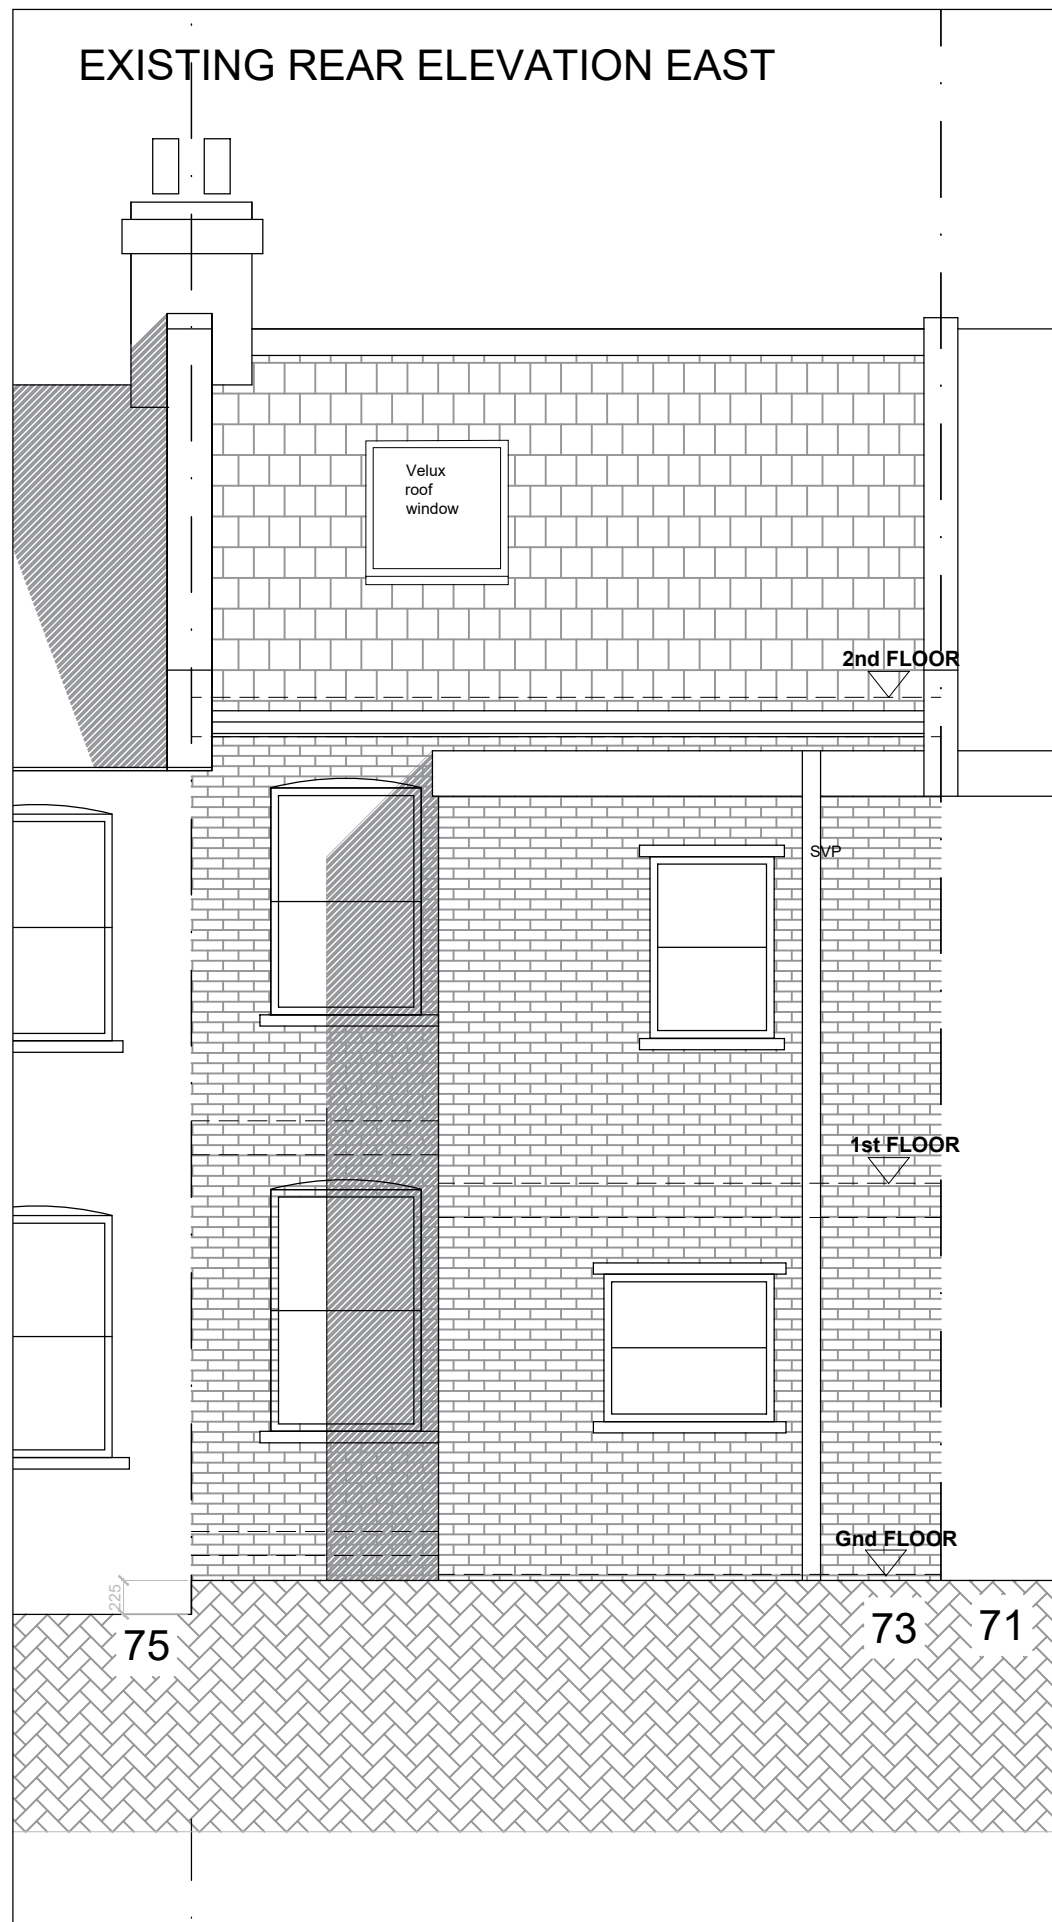 EXISTING REAR ELEVATION EAST
Velux
roof
window
2nd FLOOR
SVP
1st FLOOR
Gnd FLOOR
225
75
73
71